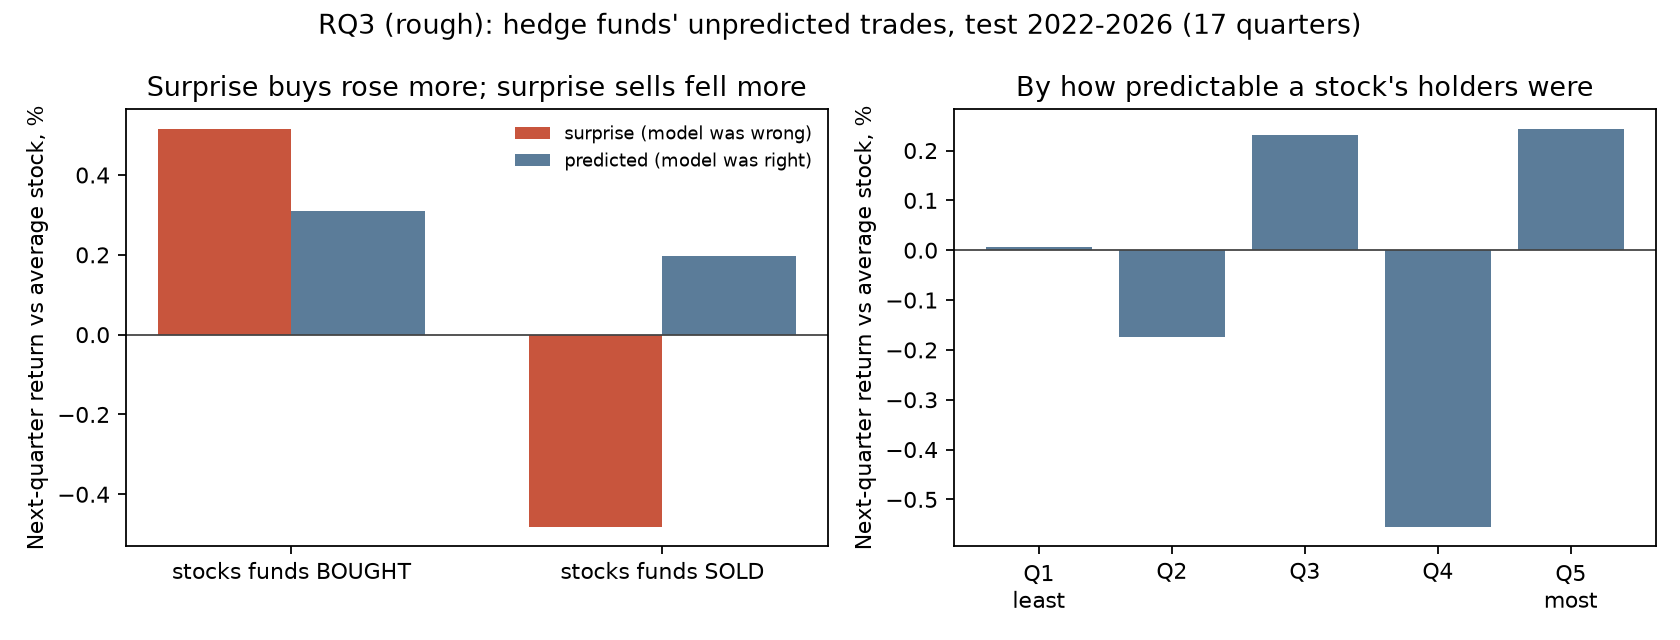 RQ3 (rough): hedge funds' unpredicted trades, test 2022-2026 (17 quarters)
Surprise buys rose more; surprise sells fell more
Next-quarter return vs average stock, %
0.4
0.2
0.0
−0.2
−0.4
surprise (model was wrong)
predicted (model was right)
stocks funds BOUGHT
stocks funds SOLD
By how predictable a stock's holders were
Next-quarter return vs average stock, %
0.2
0.1
0.0
−0.1
−0.2
−0.3
−0.4
−0.5
Q1
least
Q2
Q3
Q4
Q5
most